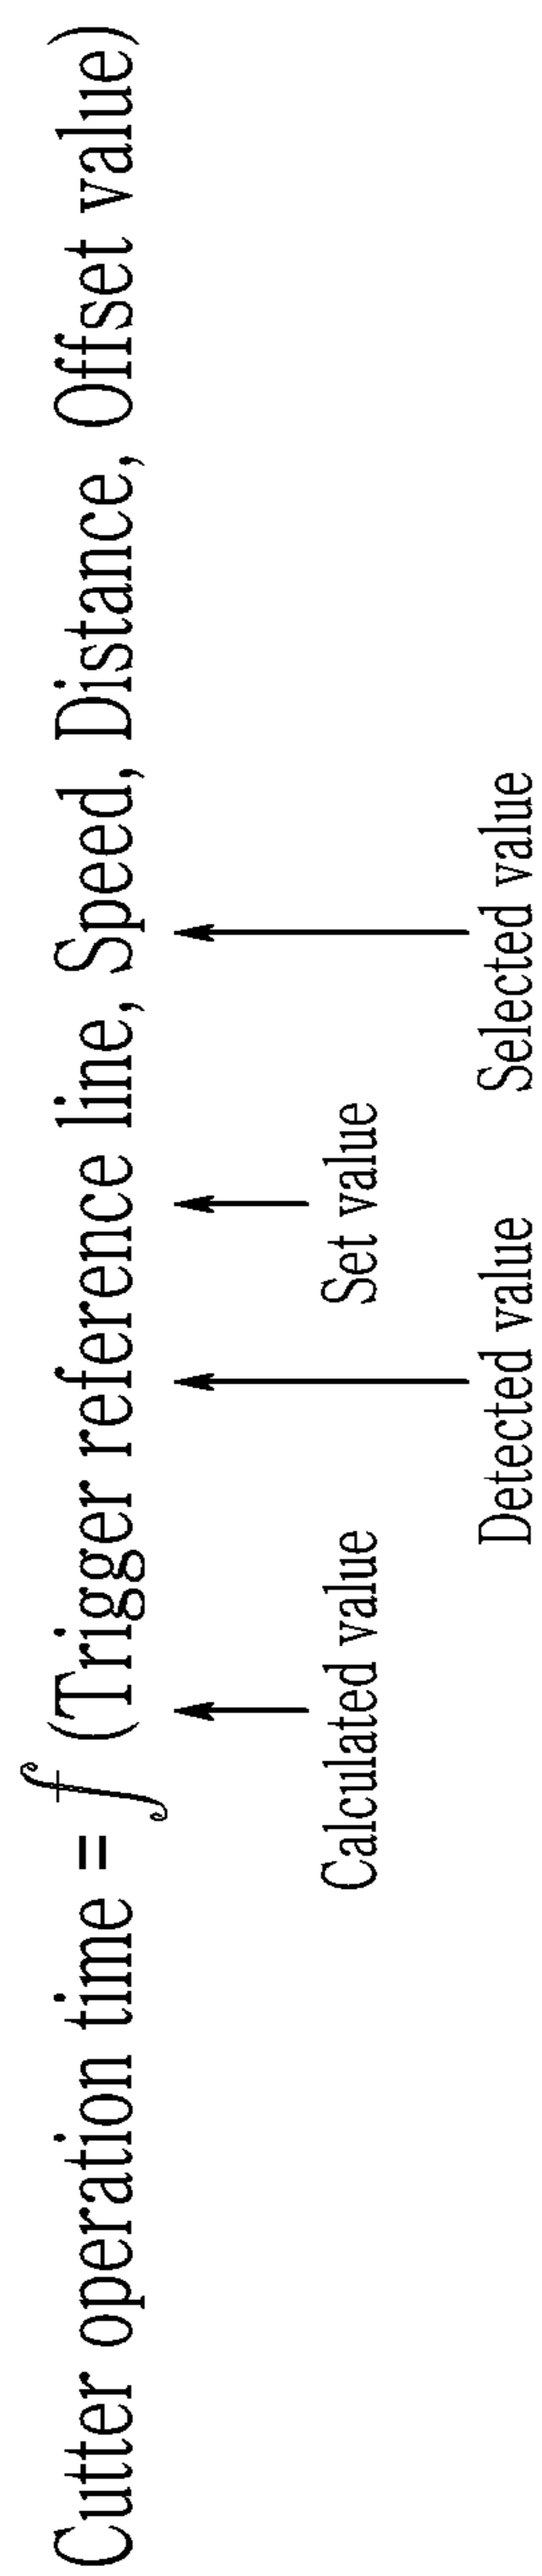 Cutter operation time = f (Trigger reference line, Speed, Distance, Offset value)
Calculated value
Set value
Detected value
Selected value